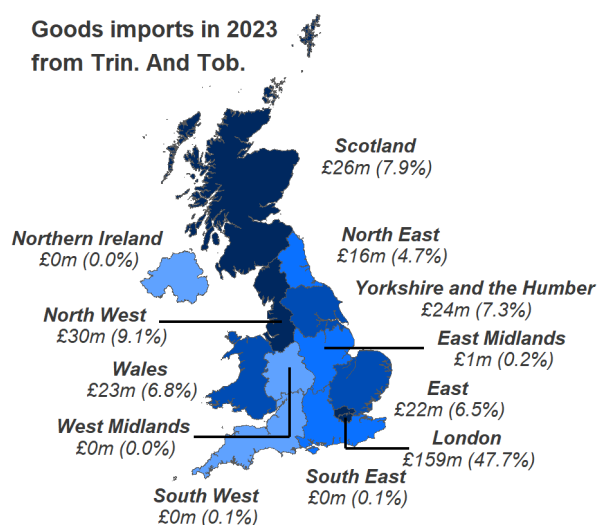 Goods imports in 2023
from Trin. And Tob.
Scotland
£26m (7.9%)
Northern Ireland
£0m (0.0%)
North East
£16m (4.7%)
Yorkshire and the Humber
£24m (7.3%)
North West
£30m (9.1%)
East Midlands
£1m (0.2%)
Wales
£23m (6.8%)
East
£22m (6.5%)
West Midlands
£0m (0.0%)
London
£159m (47.7%)
South East
£0m (0.1%)
South West
£0m (0.1%)